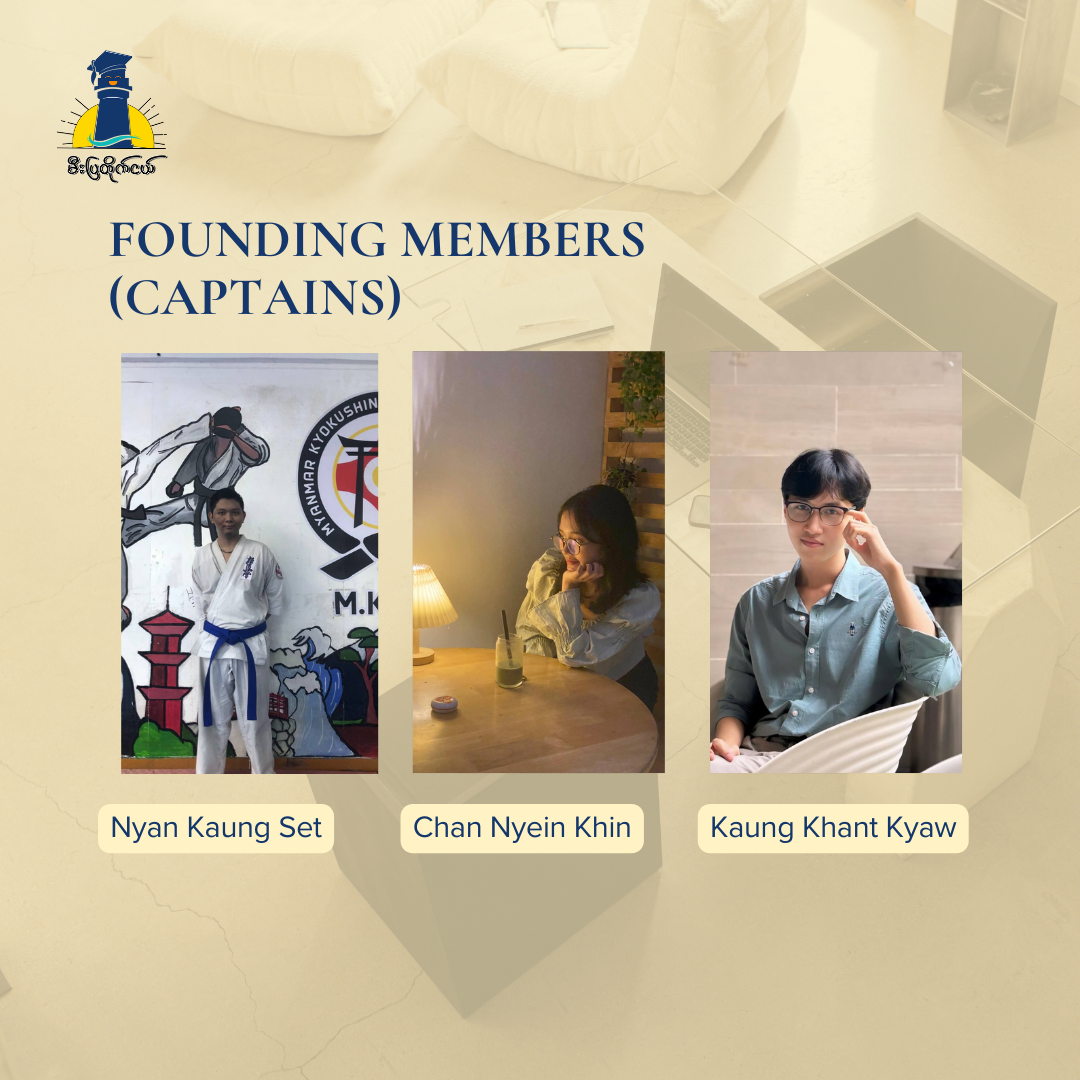 မီးပြတိုက်ငယ်
FOUNDING MEMBERS
(CAPTAINS)
MYANMAR KYOKUSHIN
M.K
Nyan Kaung Set
Chan Nyein Khin
Kaung Khant Kyaw